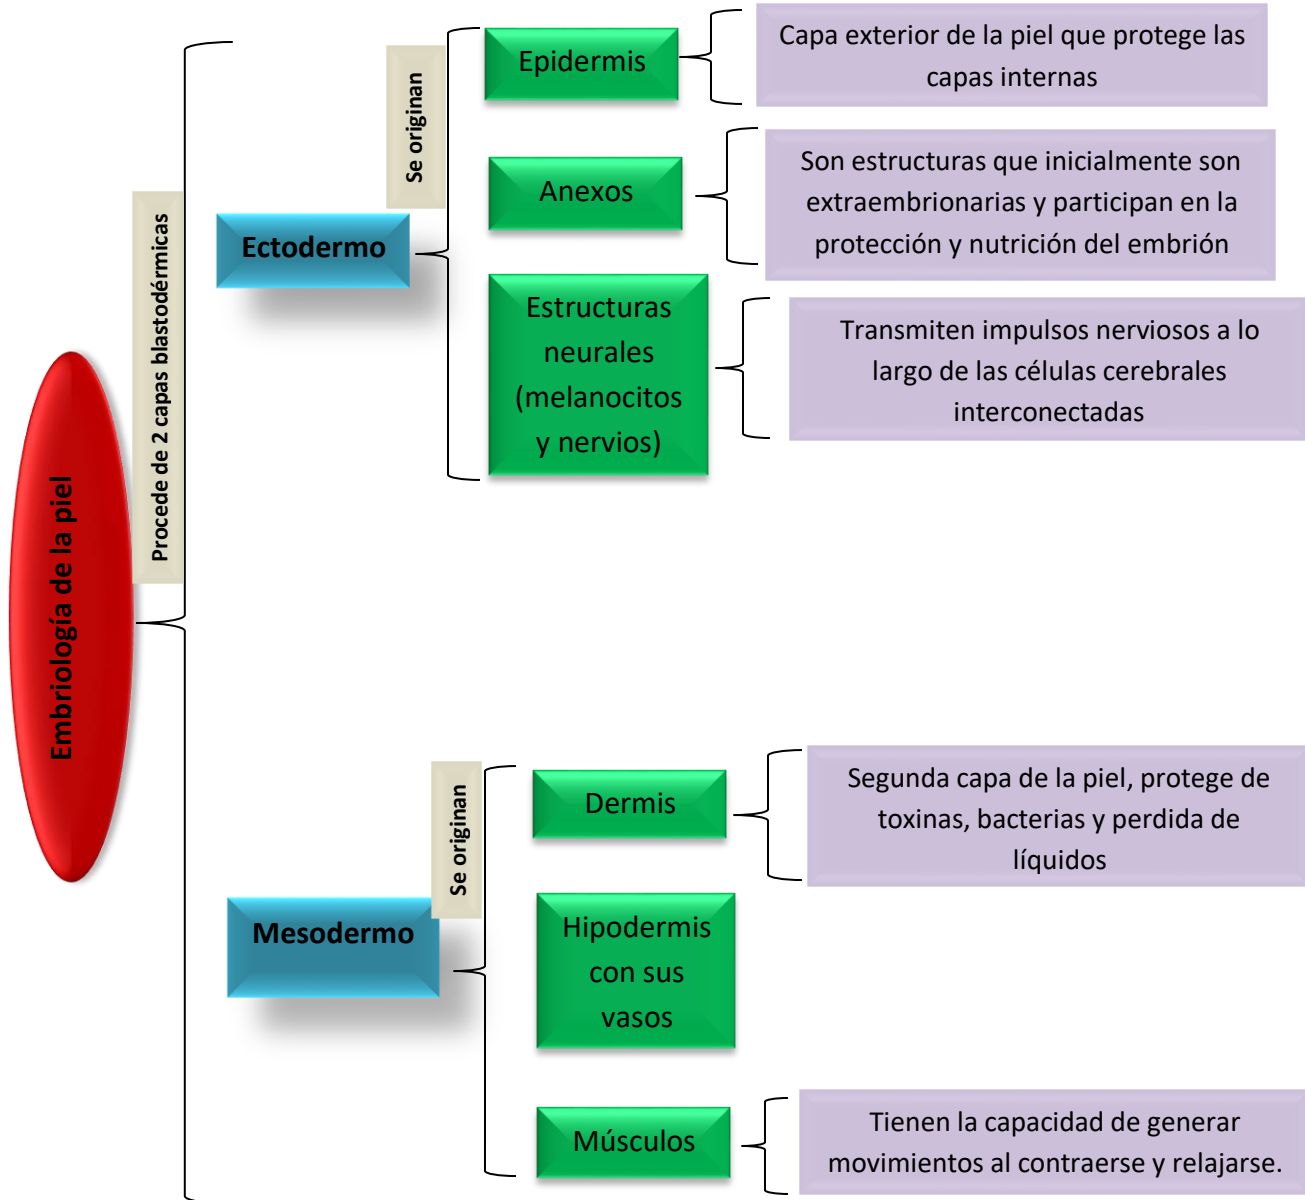 Embriología de la piel
Procede de 2 capas blastodérmicas
Ectodermo
Se originan
Epidermis
Capa exterior de la piel que protege las
capas internas
Anexos
Son estructuras que inicialmente son
extraembrionarias y participan en la
protección y nutrición del embrión
Estructuras
neurales
(melanocitos
y nervios)
Transmiten impulsos nerviosos a lo
largo de las células cerebrales
interconectadas
Mesodermo
Se originan
Dermis
Segunda capa de la piel, protege de
toxinas, bacterias y perdida de
líquidos
Hipodermis
con sus
vasos
Músculos
Tienen la capacidad de generar
movimientos al contraerse y relajarse.